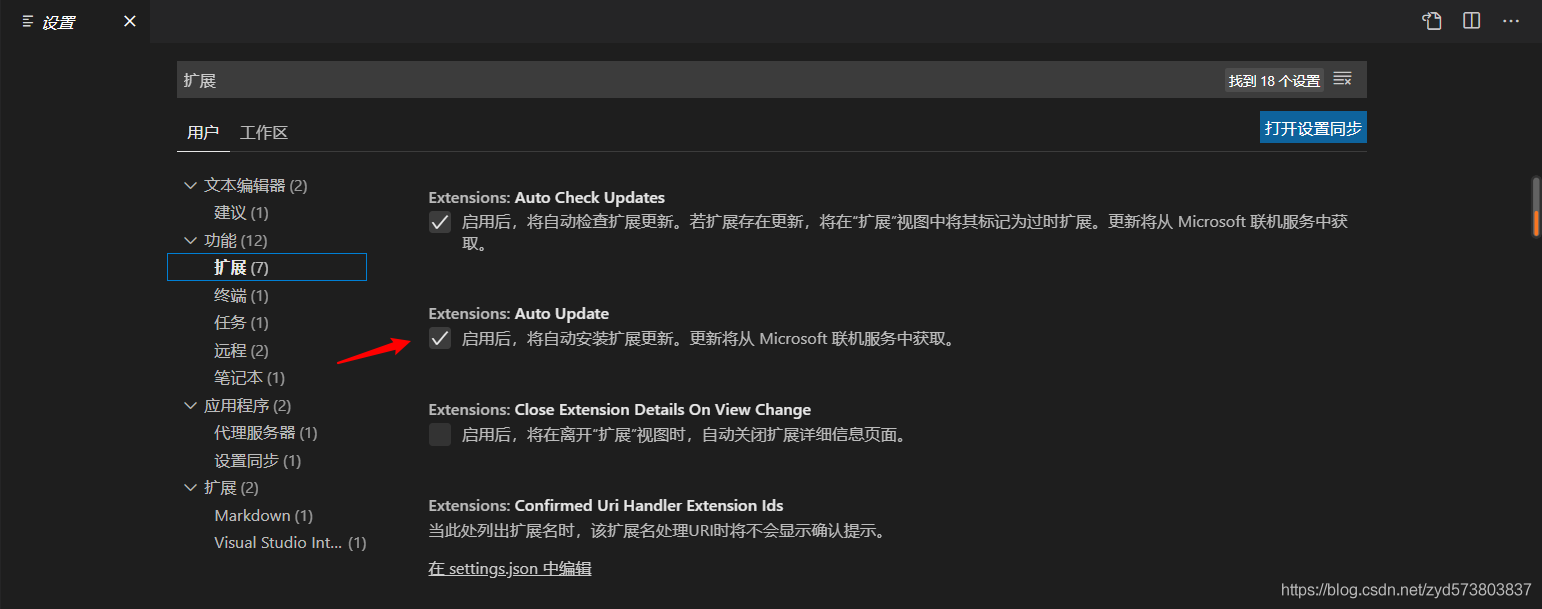 设置
扩展
找到 18 个设置
用户 工作区
打开设置同步
文本编辑器 (2)
建议 (1)
功能 (12)
扩展 (7)
终端 (1)
任务 (1)
远程 (2)
笔记本 (1)
应用程序 (2)
代理服务器 (1)
设置同步 (1)
扩展 (2)
Markdown (1)
Visual Studio Int... (1)
Extensions: Auto Check Updates
启用后，将自动检查扩展更新。若扩展存在更新，将在“扩展”视图中将其标记为过时扩展。更新将从 Microsoft 联机服务中获
取。
Extensions: Auto Update
启用后，将自动安装扩展更新。更新将从 Microsoft 联机服务中获取。
Extensions: Close Extension Details On View Change
启用后，将在离开“扩展”视图时，自动关闭扩展详细信息页面。
Extensions: Confirmed Uri Handler Extension Ids
当此处列出扩展名时，该扩展名处理URI时将不会显示确认提示。
在 settings.json 中编辑
https://blog.csdn.net/zyd573803837